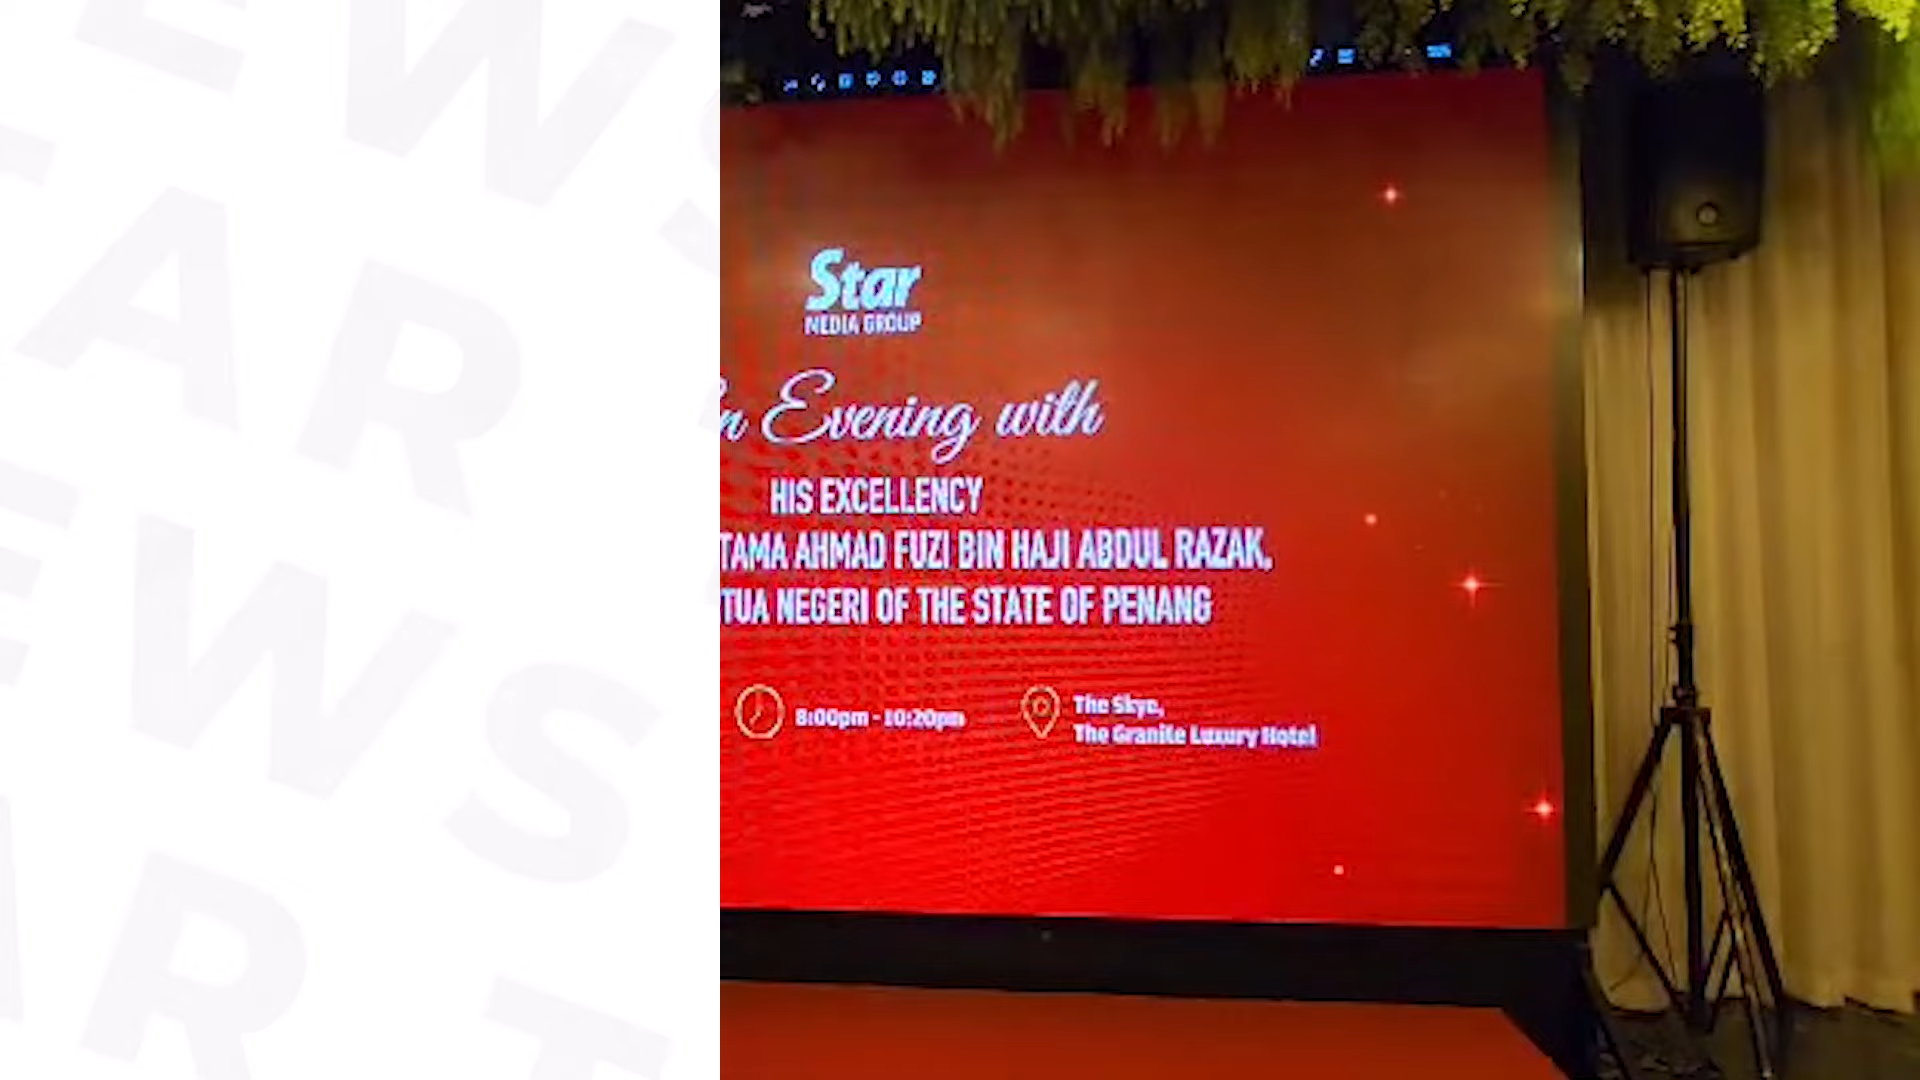 Star
MEDIA GROUP
n Evening with
HIS EXCELLENCY
TAMA AHMAD FUZI BIN HAJI ABDUL RAZAK,
TUA NEGERI OF THE STATE OF PENANG
8:00pm - 10:20pm
The Skye,
The Granite Luxury Hotel